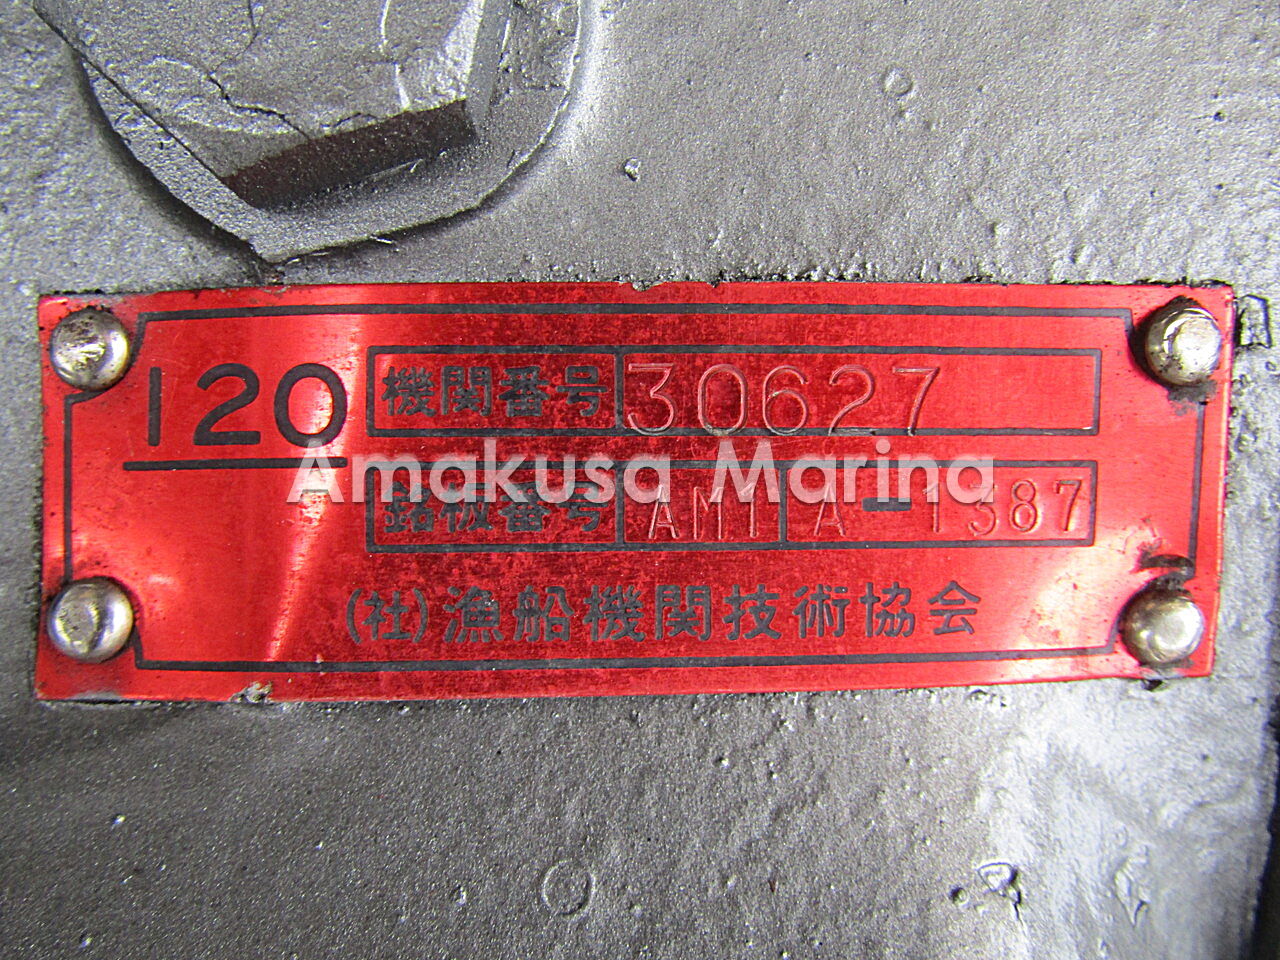 120 機関番号 30627
Amakusa Marina
銘板番号 AM1 A-1387
(社)漁船機関技術協会